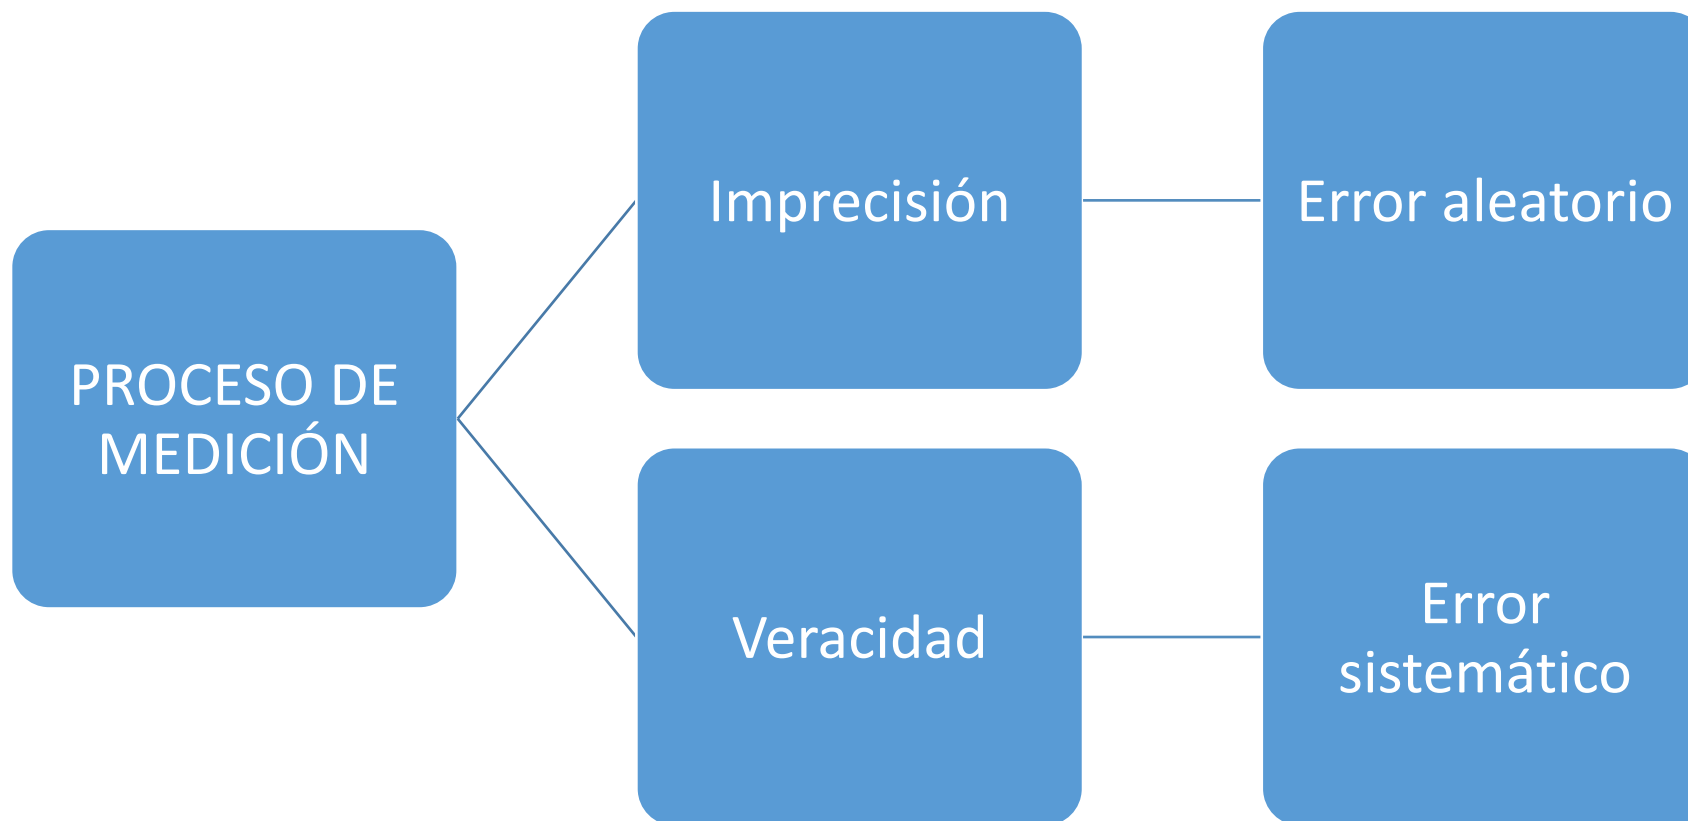 PROCESO DE
MEDICIÓN
Imprecisión
Error aleatorio
Veracidad
Error
sistemático